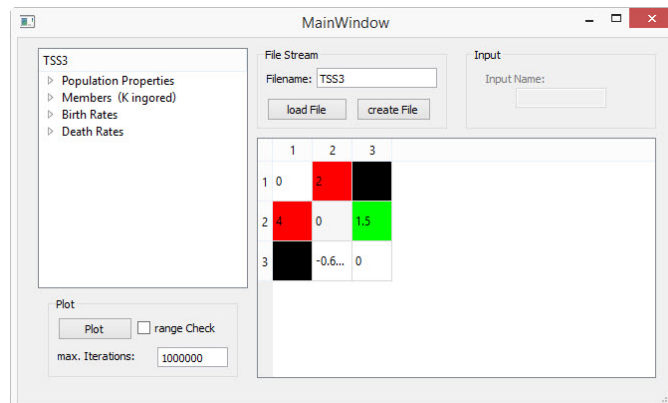 MainWindow
TSS3
Population Properties
Members (K ingored)
Birth Rates
Death Rates
File Stream
Filename: TSS3
load File create File
Input
Input Name:
1 2 3
1 0 2
2 4 0 1.5
3 -0.6... 0
Plot
Plot range Check
max. Iterations: 1000000